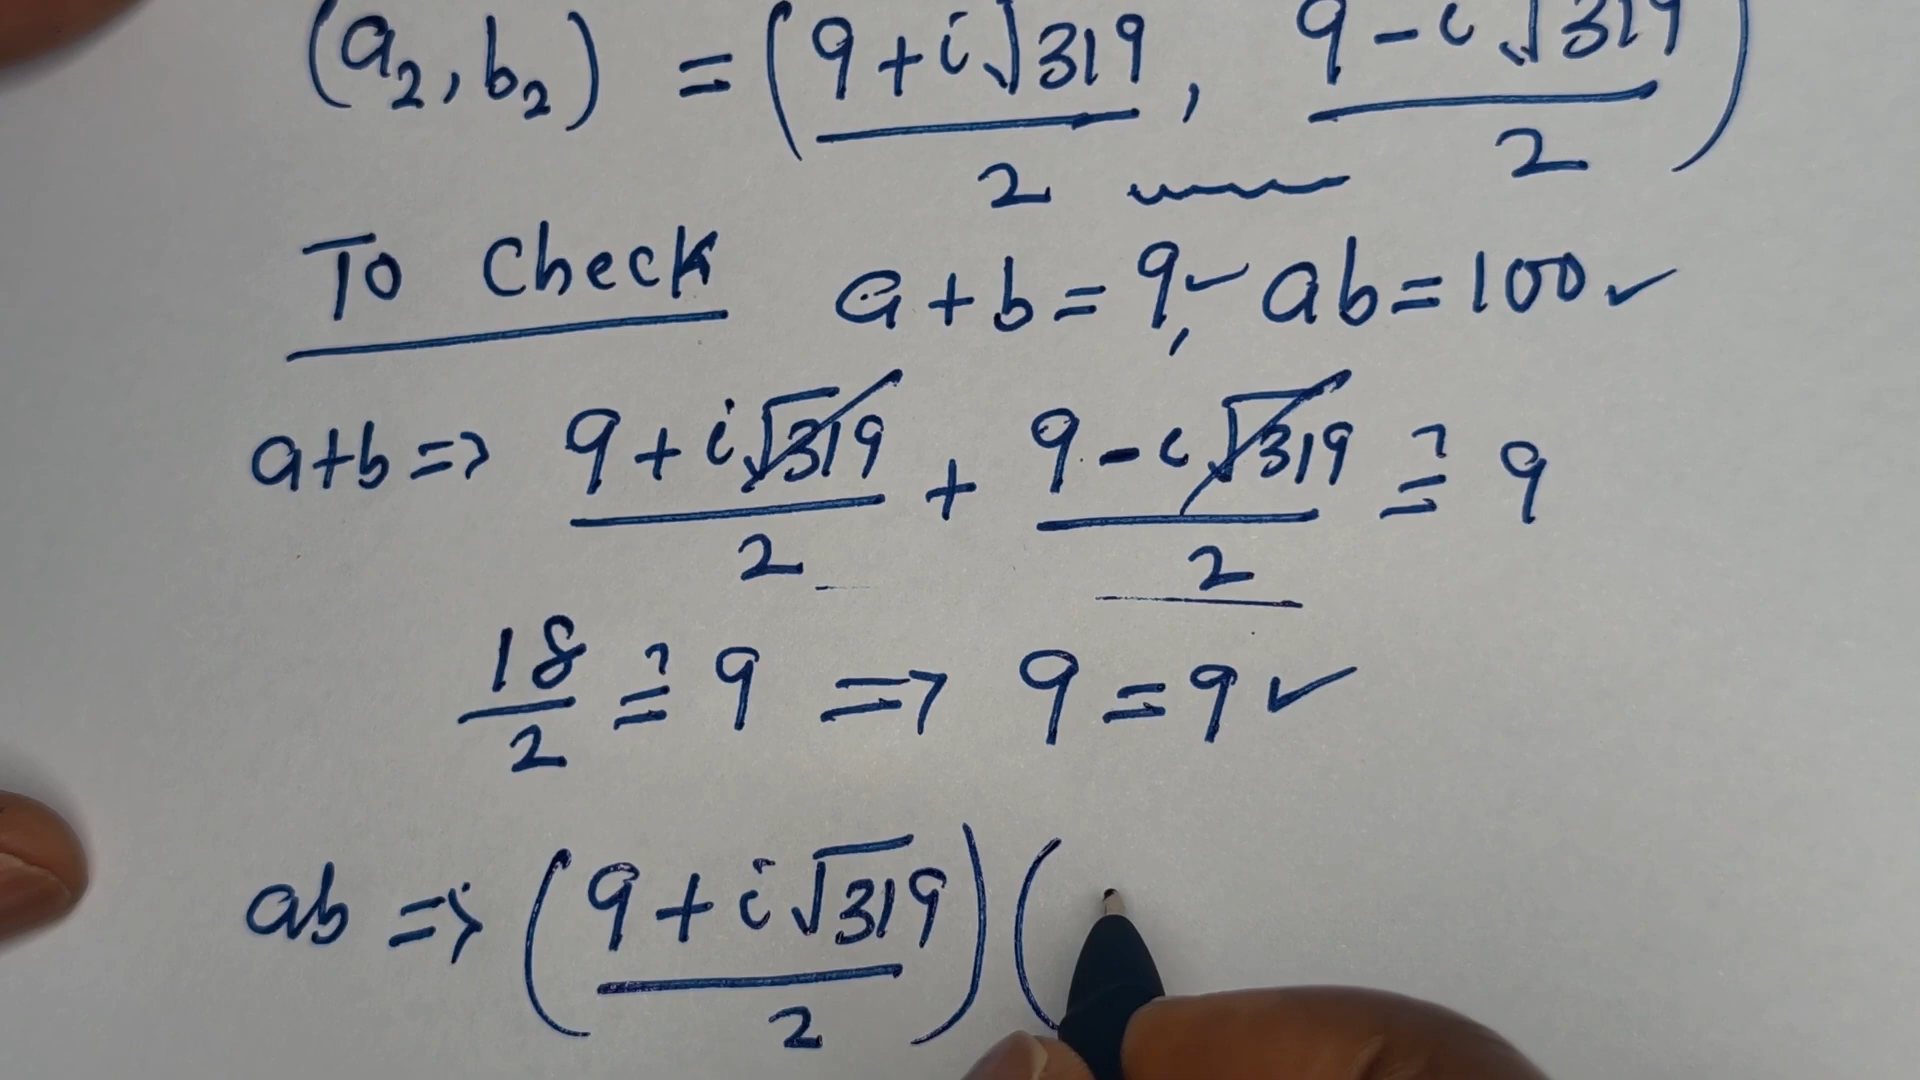 (a₂, b₂) = (9+i√319/2, 9-i√319/2)
To Check a+b=9, ✓ ab=100 ✓
a+b => 9+i√319/2 + 9-i√319/2 ≟ 9
18/2 ≟ 9 => 9=9 ✓
ab => (9+i√319/2)(